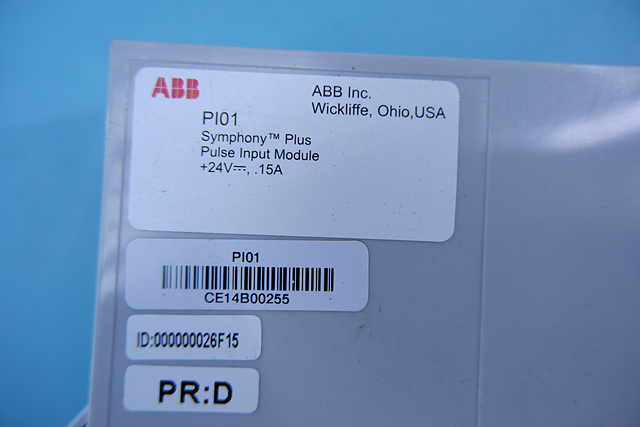 ABB
ABB Inc.
Wickliffe, Ohio,USA
PI01
Symphony™ Plus
Pulse Input Module
+24V⎓, .15A
PI01
CE14B00255
ID:000000026F15
PR:D